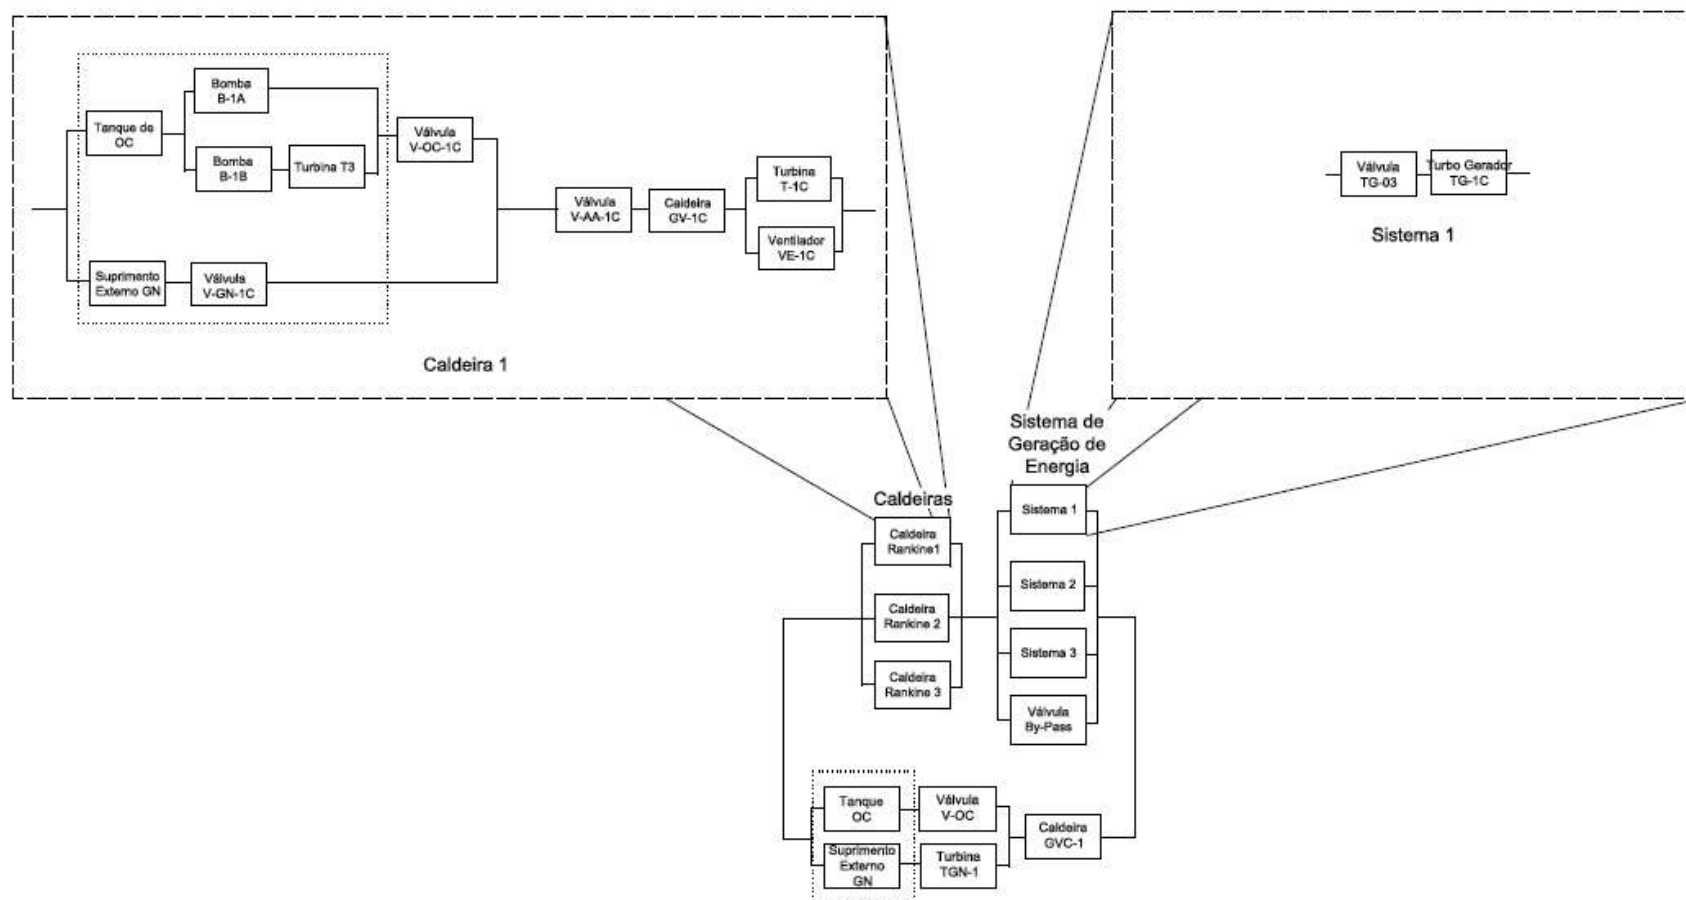 Bomba
B-1A
Tanque de
OC
Bomba
B-1B
Turbina T3
Válvula
V-OC-1C
Suprimento
Externo GN
Válvula
V-GN-1C
Válvula
V-AA-1C
Caldeira
GV-1C
Turbina
T-1C
Ventilador
VE-1C
Caldeira 1
Válvula
TG-03
Turbo Gerador
TG-1C
Sistema 1
Sistema de
Geração de
Energia
Caldeiras
Caldeira
Rankine1
Caldeira
Rankine 2
Caldeira
Rankine 3
Sistema 1
Sistema 2
Sistema 3
Válvula
By-Pass
Tanque
OC
Válvula
V-OC
Suprimento
Externo
GN
Turbina
TGN-1
Caldeira
GVC-1